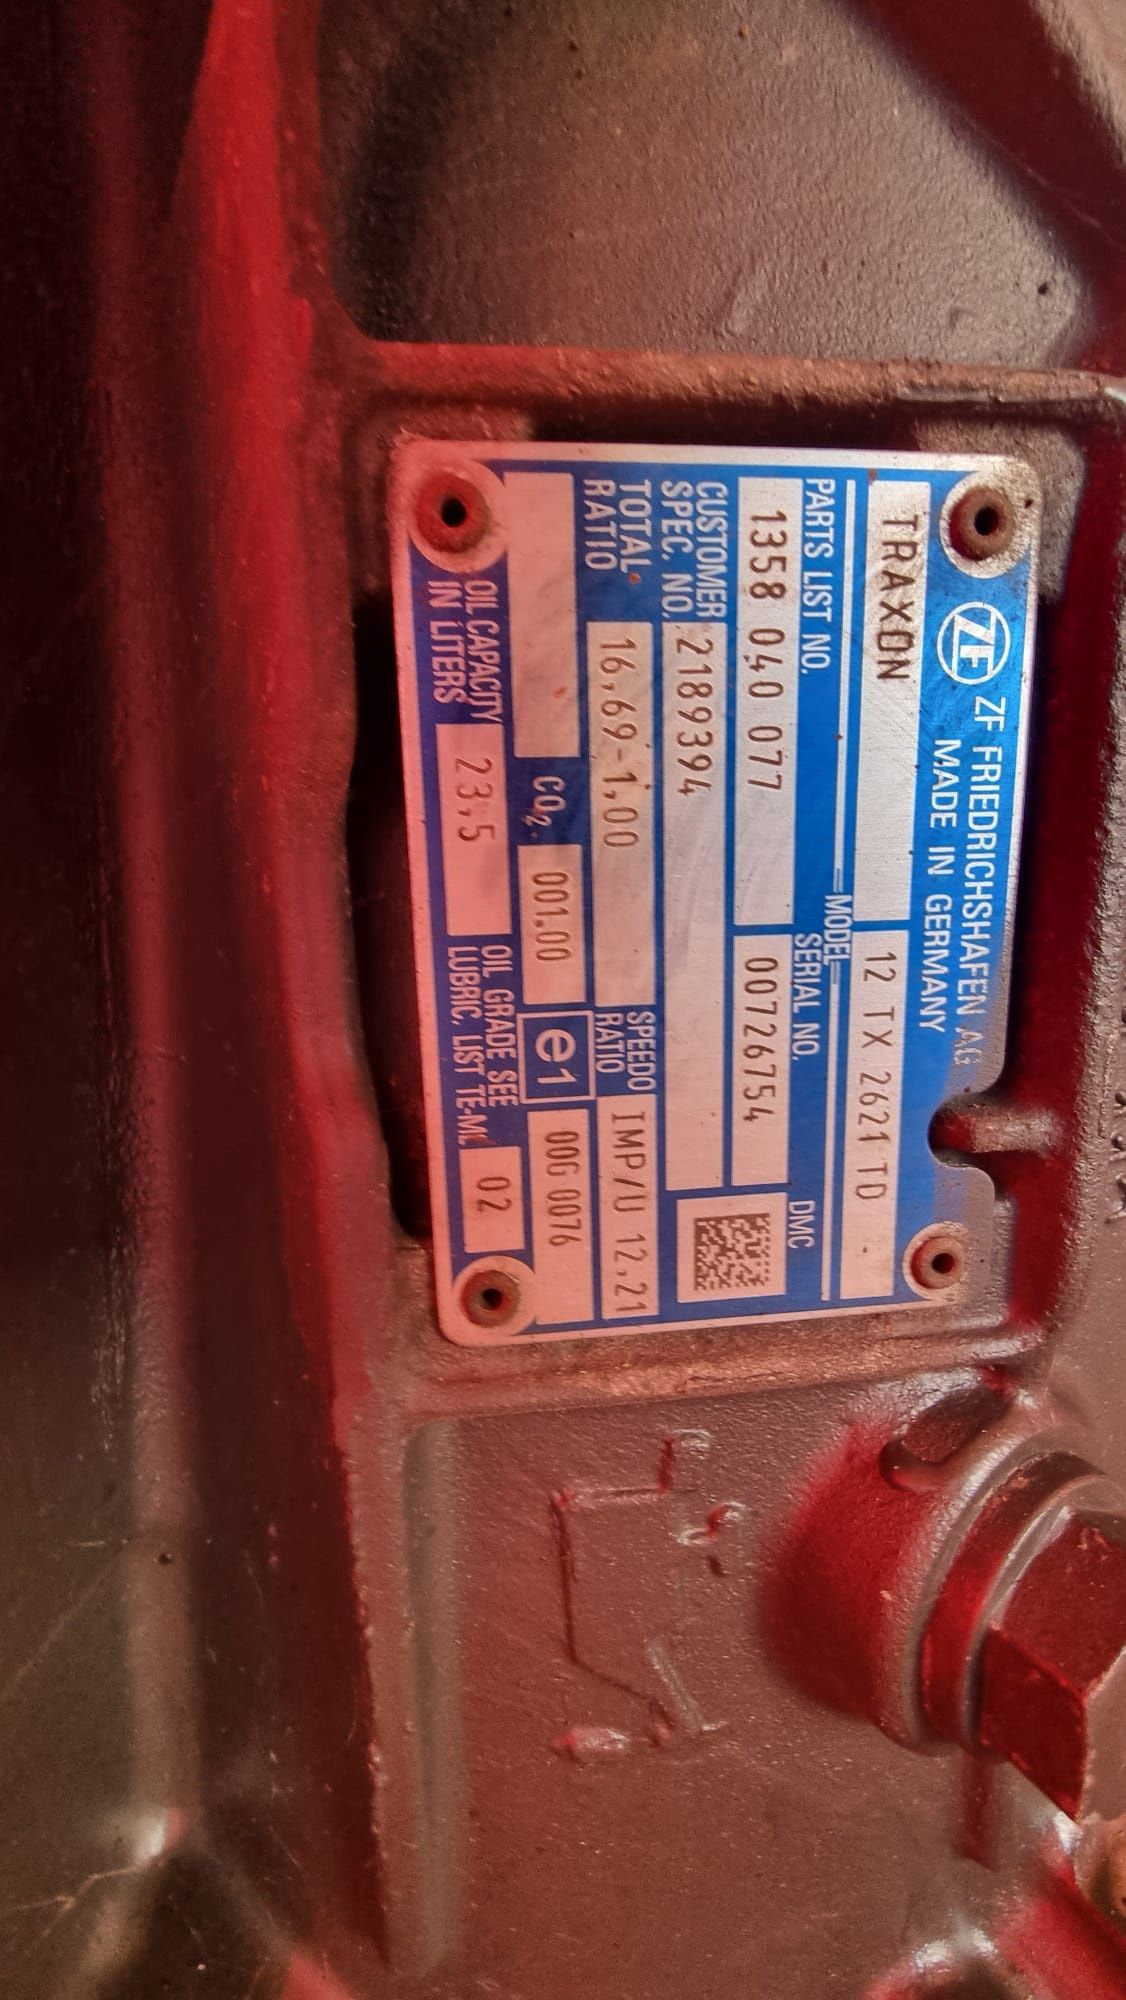 ZF FRIEDRICHSHAFEN AG
MADE IN GERMANY
TRAXON
12 TX 2621 TD
MODEL
PARTS LIST NO.
SERIAL NO.
DMC
1358 040 077
00726754
CUSTOMER SPEC. NO.
2189394
TOTAL RATIO
16,69-1,00
SPEEDO RATIO
IMP/U 12,21
CO2
001.00
e1
00G 0076
OIL CAPACITY IN LITERS
23,5
OIL GRADE SEE LUBRIC. LIST TE-ML
02